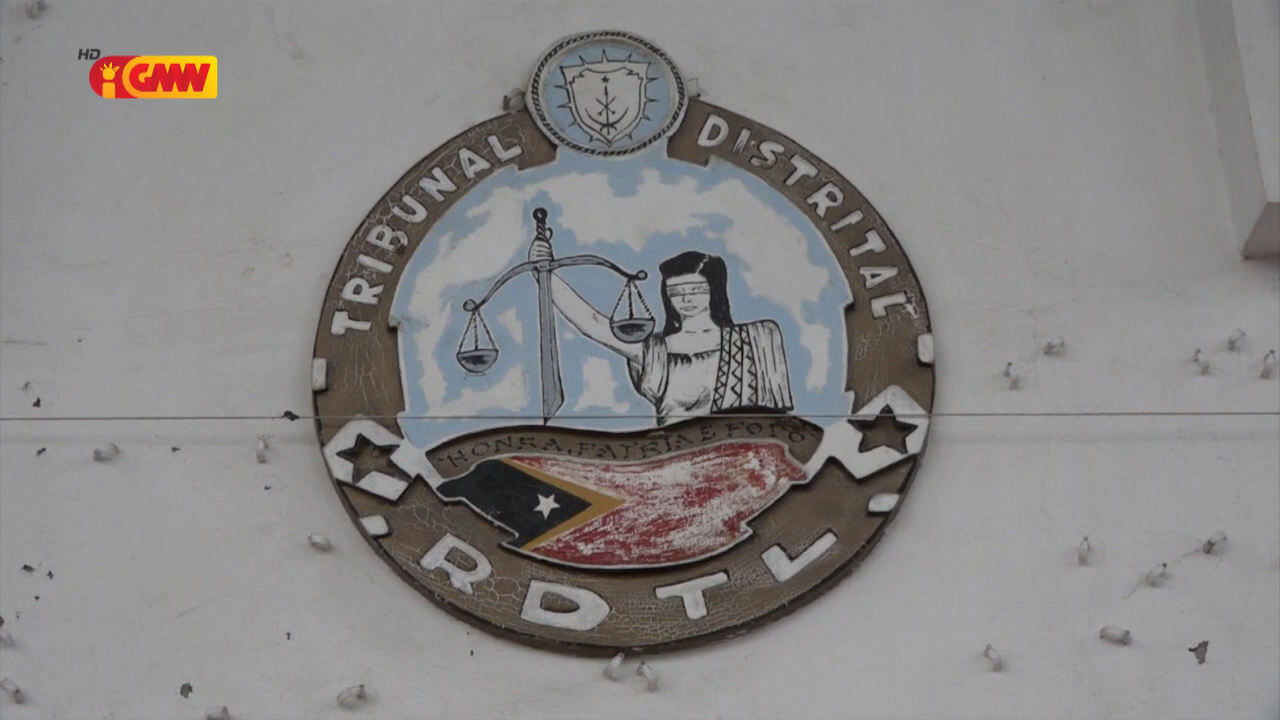 HD
GMN
TRIBUNAL DISTRITAL
"HONRA, PATRIA E POVO"
RDTL